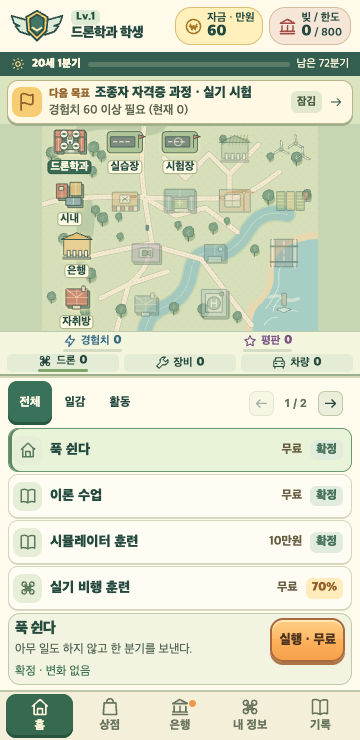 Lv.1
드론학과 학생
자금 · 만원
60
빚 / 한도
0 / 800
20세 1분기
남은 72분기
다음 목표 조종자 자격증 과정 · 실기 시험
경험치 60 이상 필요 (현재 0)
잠김
드론학과
실습장
시험장
시내
은행
자취방
H
경험치 0
평판 0
드론 0
장비 0
차량 0
전체
일감
활동
1 / 2
푹 쉰다
무료
확정
이론 수업
무료
확정
시뮬레이터 훈련
10만원
확정
실기 비행 훈련
무료
70%
푹 쉰다
아무 일도 하지 않고 한 분기를 보낸다.
확정 · 변화 없음
실행 · 무료
홈
상점
은행
내 정보
기록